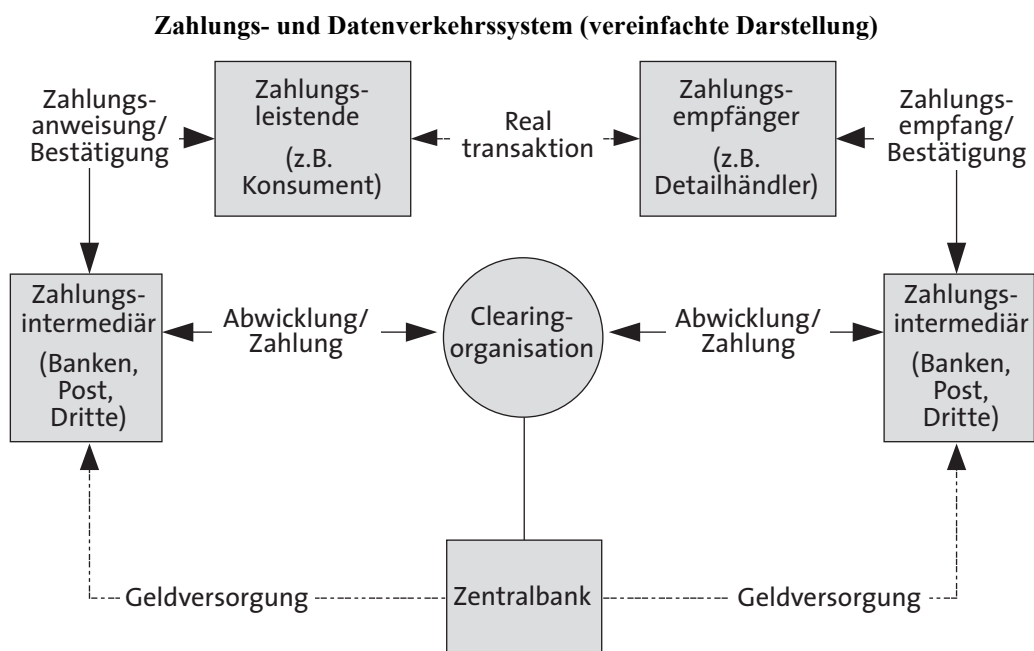 Zahlungs- und Datenverkehrssystem (vereinfachte Darstellung)
Zahlungs-
anweisung/
Bestätigung
Zahlungs-
leistende
(z.B.
Konsument)
Real
transaktion
Zahlungs-
empfänger
(z.B.
Detailhändler)
Zahlungs-
empfang/
Bestätigung
Zahlungs-
intermediär
(Banken,
Post,
Dritte)
Abwicklung/
Zahlung
Clearing-
organisation
Abwicklung/
Zahlung
Zahlungs-
intermediär
(Banken,
Post,
Dritte)
Geldversorgung
Zentralbank
Geldversorgung